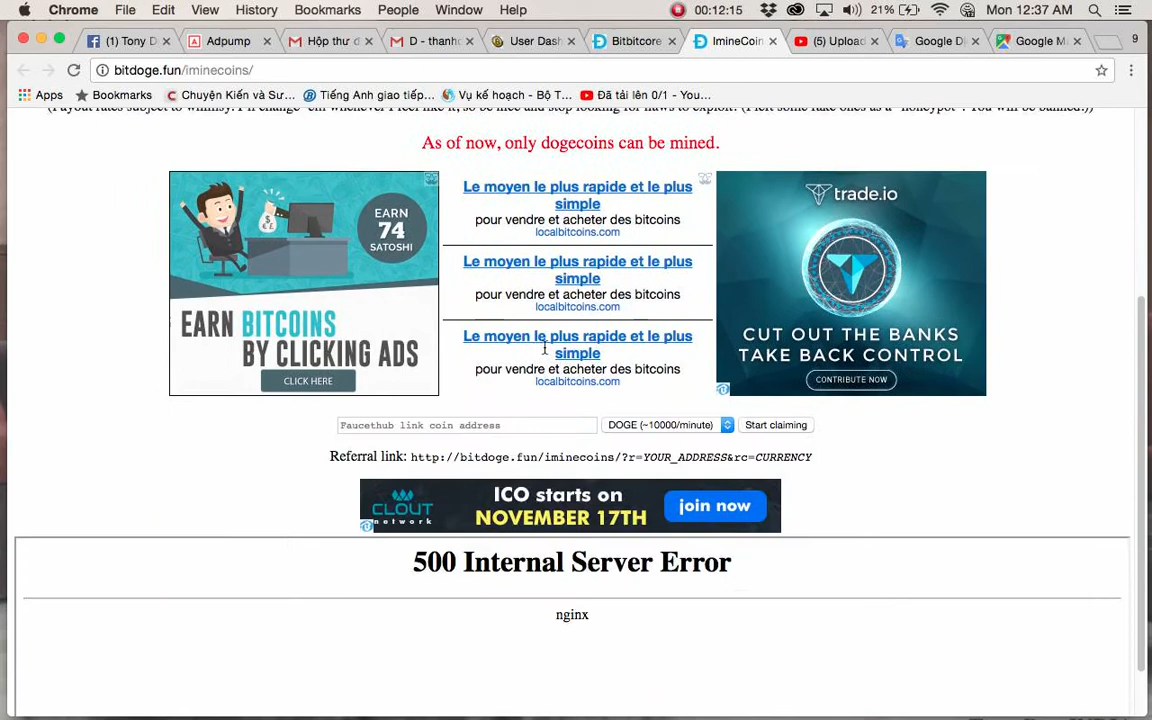 Chrome File Edit View History Bookmarks People Window Help 00:12:15 21% Mon 12:37 AM
(1) Tony D Adpump Hộp thư đ D - thanhc User Dash Bitbitcore ImineCoin (5) Upload Google Di Google M 9
bitdoge.fun/iminecoins/
Apps Bookmarks Chuyện Kiến và Sư... Tiếng Anh giao tiếp... Vụ kế hoạch - Bộ T... Đã tải lên 0/1 - You...
As of now, only dogecoins can be mined.
EARN
74
SATOSHI
EARN BITCOINS
BY CLICKING ADS
CLICK HERE
Le moyen le plus rapide et le plus
simple
pour vendre et acheter des bitcoins
localbitcoins.com
Le moyen le plus rapide et le plus
simple
pour vendre et acheter des bitcoins
localbitcoins.com
Le moyen le plus rapide et le plus
simple
pour vendre et acheter des bitcoins
localbitcoins.com
trade.io
CUT OUT THE BANKS
TAKE BACK CONTROL
CONTRIBUTE NOW
Faucethub link coin address DOGE (~10000/minute) Start claiming
Referral link: http://bitdoge.fun/iminecoins/?r=YOUR_ADDRESS&rc=CURRENCY
CLOUT
network
ICO starts on
NOVEMBER 17TH
join now
500 Internal Server Error
nginx